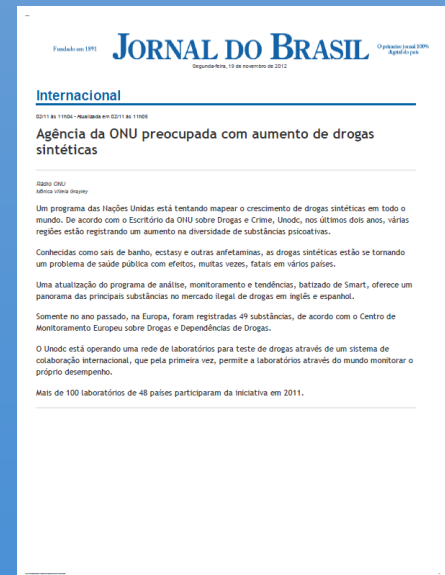 Fundado em 1891
JORNAL DO BRASIL
O primeiro jornal 100%
digital do país
Segunda-feira, 19 de novembro de 2012
Internacional
02/11 às 11h04 - Atualizada em 02/11 às 11h05
Agência da ONU preocupada com aumento de drogas
sintéticas
Rádio ONU
Mônica Villela Grayley
Um programa das Nações Unidas está tentando mapear o crescimento de drogas sintéticas em todo o
mundo. De acordo com o Escritório da ONU sobre Drogas e Crime, Unodc, nos últimos dois anos, várias
regiões estão registrando um aumento na diversidade de substâncias psicoativas.
Conhecidas como sais de banho, ecstasy e outras anfetaminas, as drogas sintéticas estão se tornando
um problema de saúde pública com efeitos, muitas vezes, fatais em vários países.
Uma atualização do programa de análise, monitoramento e tendências, batizado de Smart, oferece um
panorama das principais substâncias no mercado ilegal de drogas em inglês e espanhol.
Somente no ano passado, na Europa, foram registradas 49 substâncias, de acordo com o Centro de
Monitoramento Europeu sobre Drogas e Dependências de Drogas.
O Unodc está operando uma rede de laboratórios para teste de drogas através de um sistema de
colaboração internacional, que pela primeira vez, permite a laboratórios através do mundo monitorar o
próprio desempenho.
Mais de 100 laboratórios de 48 países participaram da iniciativa em 2011.